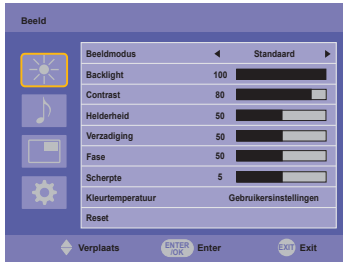 Beeld
Beeldmodus Standaard
Backlight 100
Contrast 80
Helderheid 50
Verzadiging 50
Fase 50
Scherpte 5
Kleurtemperatuur Gebruikersinstellingen
Reset
Verplaats ENTER /OK Enter EXIT Exit